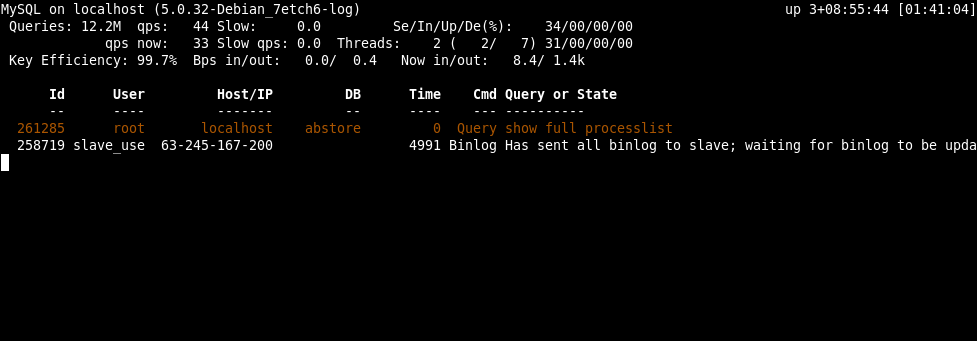 MySQL on localhost (5.0.32-Debian_7etch6-log) up 3+08:55:44 [01:41:04]
Queries: 12.2M qps: 44 Slow: 0.0 Se/In/Up/De(%): 34/00/00/00
qps now: 33 Slow qps: 0.0 Threads: 2 ( 2/ 7) 31/00/00/00
Key Efficiency: 99.7% Bps in/out: 0.0/ 0.4 Now in/out: 8.4/ 1.4k
Id User Host/IP DB Time Cmd Query or State
-- ---- ------- -- ---- --- ----------
261285 root localhost abstore 0 Query show full processlist
258719 slave_use 63-245-167-200 4991 Binlog Has sent all binlog to slave; waiting for binlog to be upda